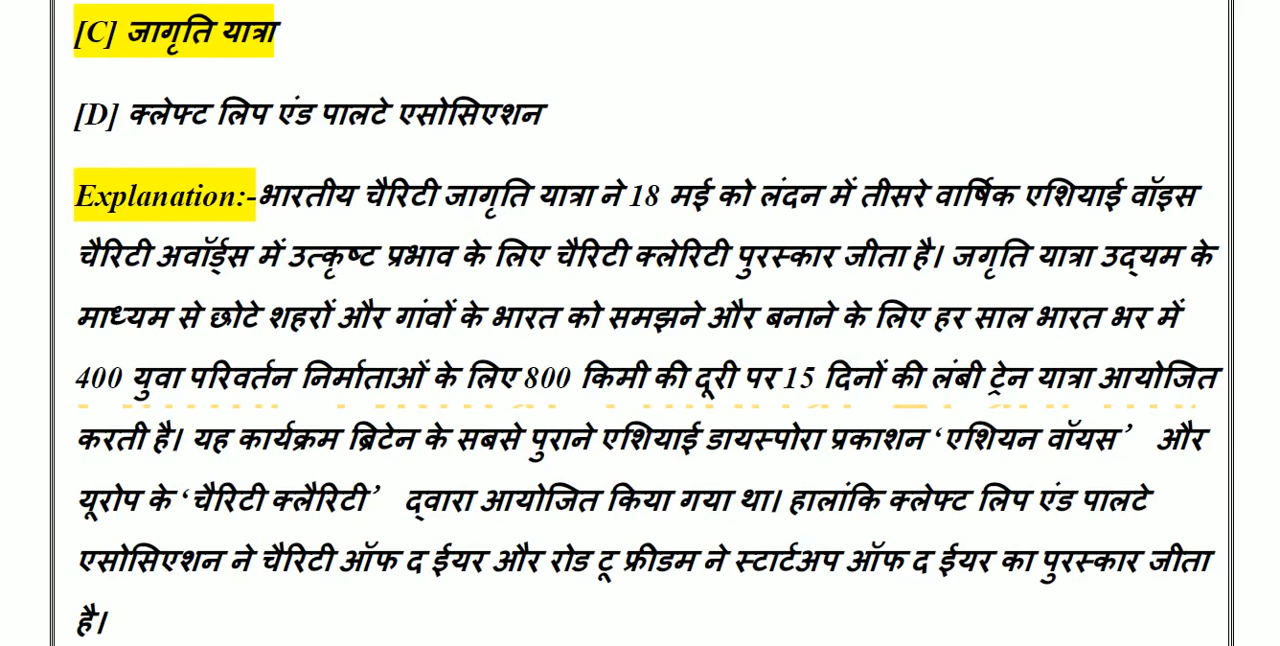 [C] जागृति यात्रा
[D] क्लेफ्ट लिप एंड पालटे एसोसिएशन
Explanation:-भारतीय चैरिटी जागृति यात्रा ने 18 मई को लंदन में तीसरे वार्षिक एशियाई वॉइस
चैरिटी अवॉर्ड्स में उत्कृष्ट प्रभाव के लिए चैरिटी क्लेरिटी पुरस्कार जीता है। जगृति यात्रा उद्यम के
माध्यम से छोटे शहरों और गांवों के भारत को समझने और बनाने के लिए हर साल भारत भर में
400 युवा परिवर्तन निर्माताओं के लिए 800 किमी की दूरी पर 15 दिनों की लंबी ट्रेन यात्रा आयोजित
करती है। यह कार्यक्रम ब्रिटेन के सबसे पुराने एशियाई डायस्पोरा प्रकाशन ‘एशियन वॉयस’ और
यूरोप के ‘चैरिटी क्लैरिटी’ द्वारा आयोजित किया गया था। हालांकि क्लेफ्ट लिप एंड पालटे
एसोसिएशन ने चैरिटी ऑफ द ईयर और रोड टू फ्रीडम ने स्टार्टअप ऑफ द ईयर का पुरस्कार जीता
है।